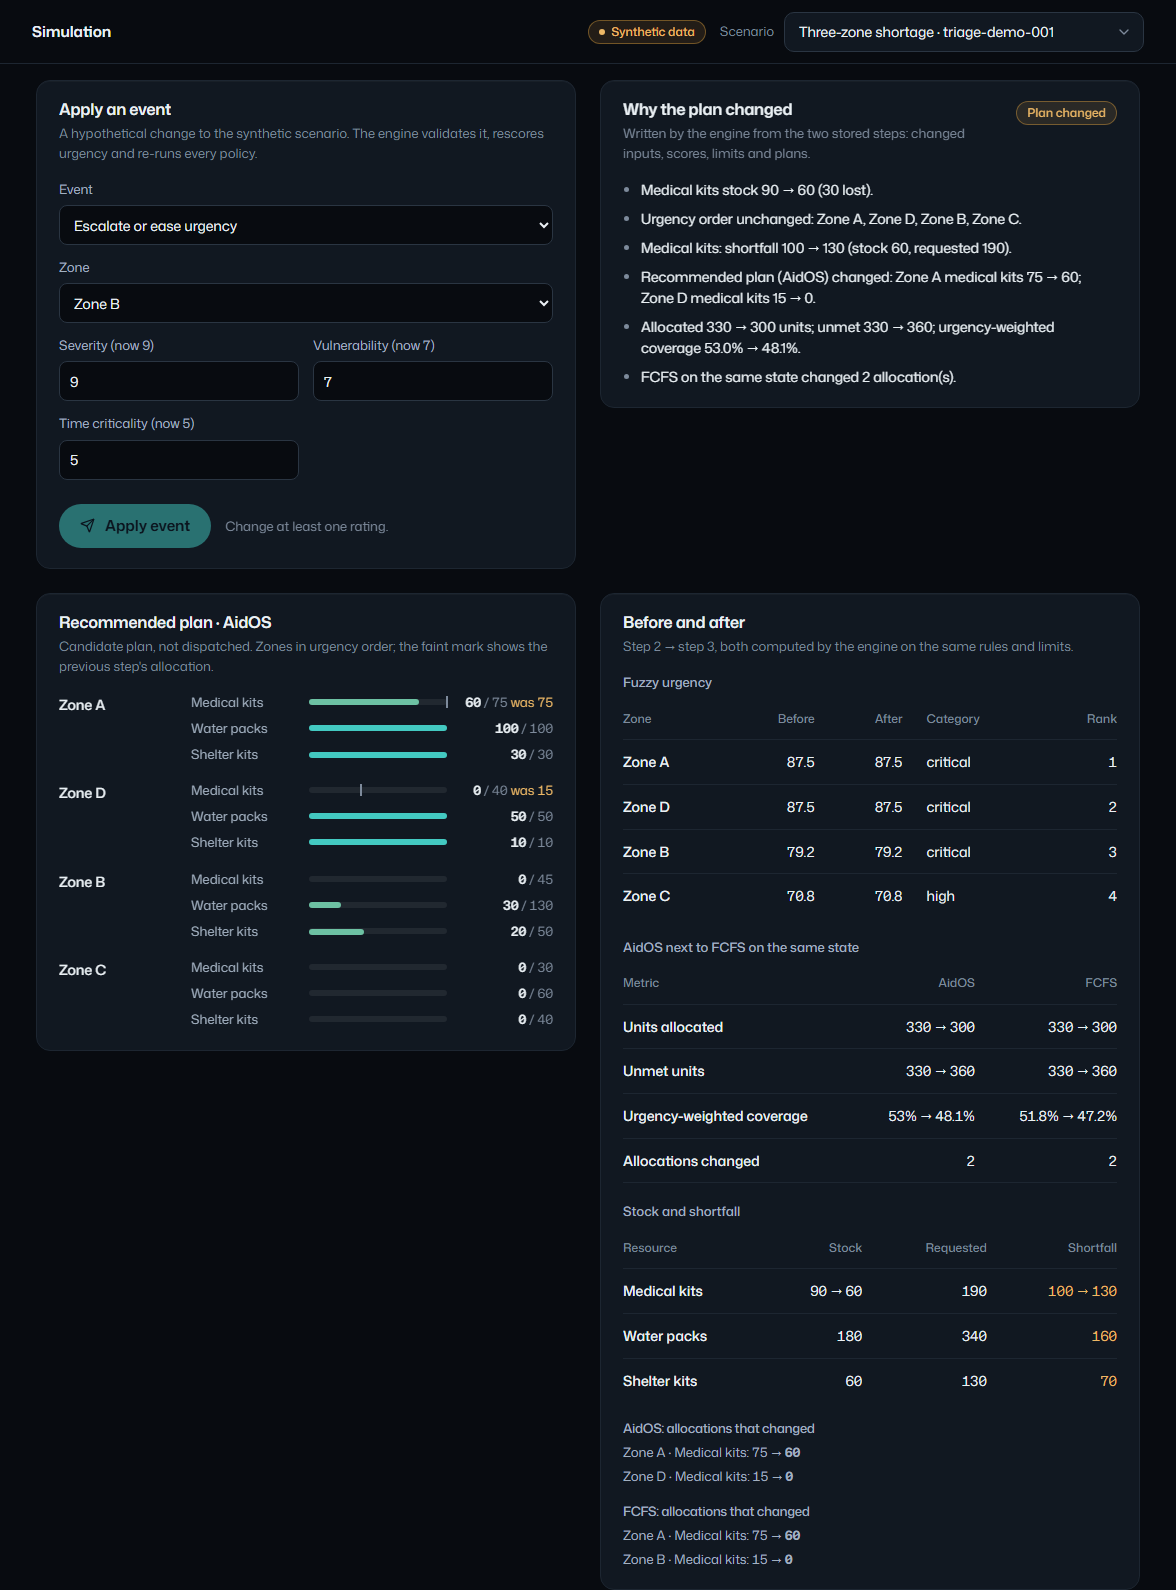 Simulation
Synthetic data
Scenario
Three-zone shortage · triage-demo-001
Apply an event
A hypothetical change to the synthetic scenario. The engine validates it, rescores
urgency and re-runs every policy.
Event
Escalate or ease urgency
Zone
Zone B
Severity (now 9) Vulnerability (now 7)
9 7
Time criticality (now 5)
5
Apply event Change at least one rating.
Why the plan changed
Plan changed
Written by the engine from the two stored steps: changed
inputs, scores, limits and plans.
• Medical kits stock 90 → 60 (30 lost).
• Urgency order unchanged: Zone A, Zone D, Zone B, Zone C.
• Medical kits: shortfall 100 → 130 (stock 60, requested 190).
• Recommended plan (AidOS) changed: Zone A medical kits 75 → 60;
Zone D medical kits 15 → 0.
• Allocated 330 → 300 units; unmet 330 → 360; urgency-weighted
coverage 53.0% → 48.1%.
• FCFS on the same state changed 2 allocation(s).
Recommended plan · AidOS
Candidate plan, not dispatched. Zones in urgency order; the faint mark shows the
previous step's allocation.
Zone A Medical kits 60 / 75 was 75
Water packs 100 / 100
Shelter kits 30 / 30
Zone D Medical kits 0 / 40 was 15
Water packs 50 / 50
Shelter kits 10 / 10
Zone B Medical kits 0 / 45
Water packs 30 / 130
Shelter kits 20 / 50
Zone C Medical kits 0 / 30
Water packs 0 / 60
Shelter kits 0 / 40
Before and after
Step 2 → step 3, both computed by the engine on the same rules and limits.
Fuzzy urgency
Zone Before After Category Rank
Zone A 87.5 87.5 critical 1
Zone D 87.5 87.5 critical 2
Zone B 79.2 79.2 critical 3
Zone C 70.8 70.8 high 4
AidOS next to FCFS on the same state
Metric AidOS FCFS
Units allocated 330 → 300 330 → 300
Unmet units 330 → 360 330 → 360
Urgency-weighted coverage 53% → 48.1% 51.8% → 47.2%
Allocations changed 2 2
Stock and shortfall
Resource Stock Requested Shortfall
Medical kits 90 → 60 190 100 → 130
Water packs 180 340 160
Shelter kits 60 130 70
AidOS: allocations that changed
Zone A · Medical kits: 75 → 60
Zone D · Medical kits: 15 → 0
FCFS: allocations that changed
Zone A · Medical kits: 75 → 60
Zone B · Medical kits: 15 → 0